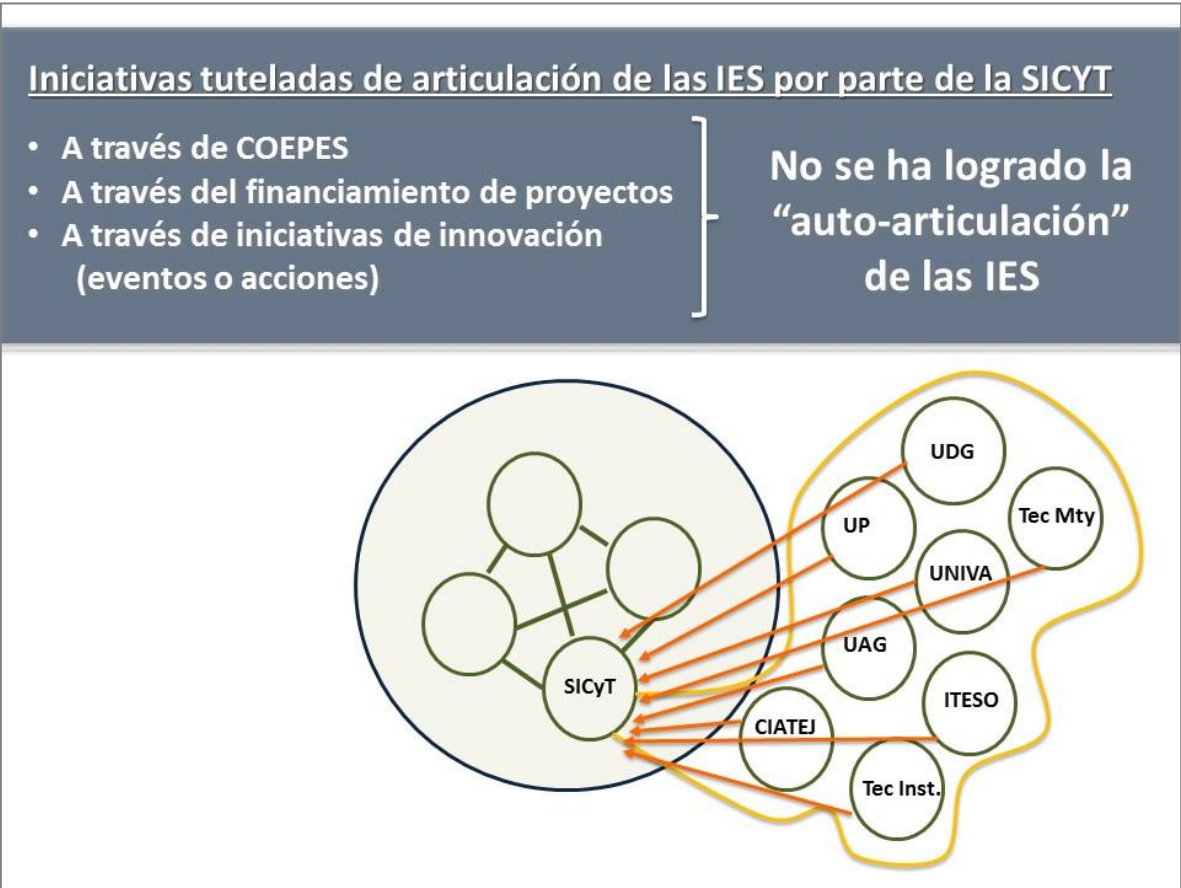 Iniciativas tuteladas de articulación de las IES por parte de la SICYT
• A través de COEPES
• A través del financiamiento de proyectos
• A través de iniciativas de innovación
(eventos o acciones)
No se ha logrado la
“auto-articulación”
de las IES
UDG
Tec Mty
UP
UNIVA
UAG
SICyT
ITESO
CIATEJ
Tec Inst.